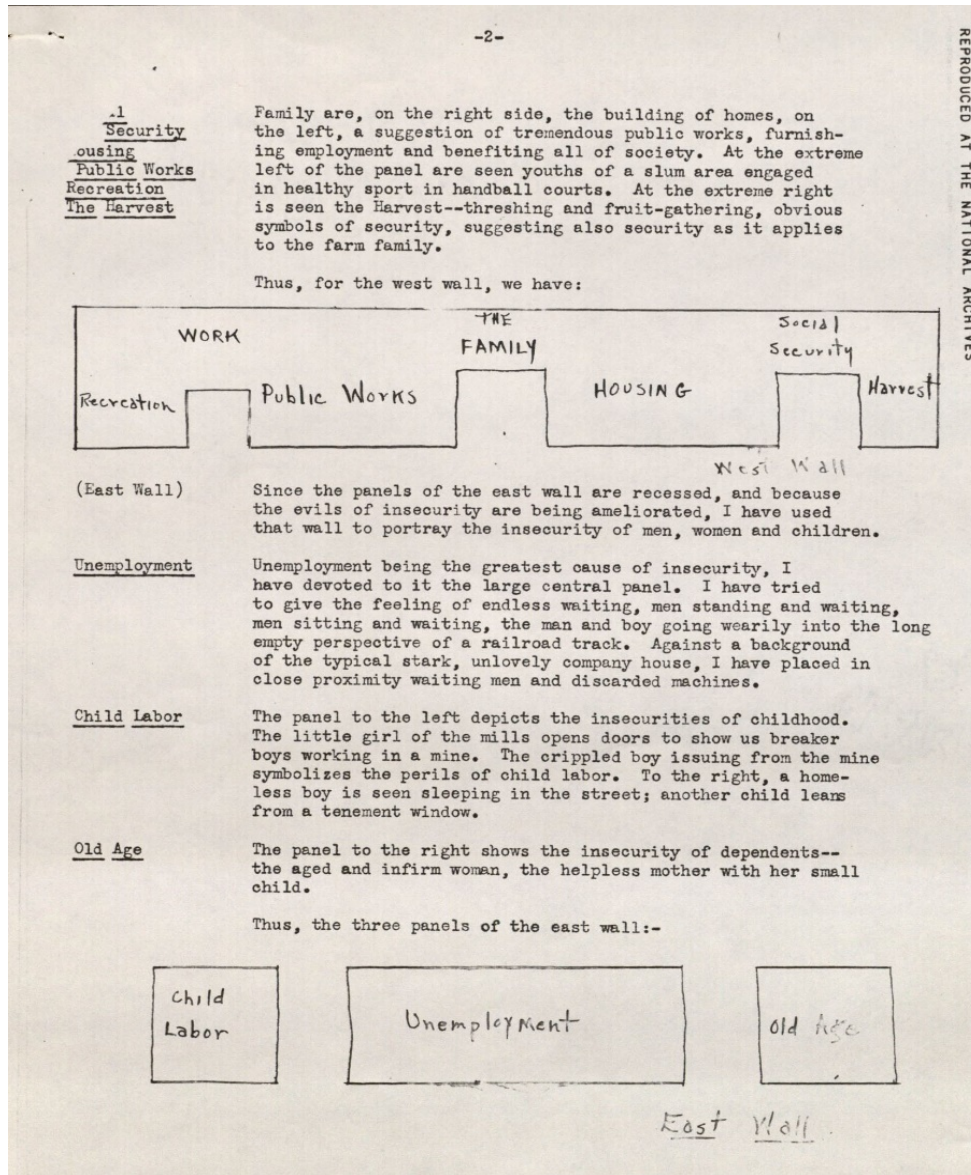 -2-
REPRODUCED AT THE NATIONAL ARCHIVES
.l
Security
.ousing
Public Works
Recreation
The Harvest
Family are, on the right side, the building of homes, on
the left, a suggestion of tremendous public works, furnish-
ing employment and benefiting all of society. At the extreme
left of the panel are seen youths of a slum area engaged
in healthy sport in handball courts. At the extreme right
is seen the Harvest--threshing and fruit-gathering, obvious
symbols of security, suggesting also security as it applies
to the farm family.
Thus, for the west wall, we have:
WORK
THE
FAMILY
Social
Security
Recreation
Public Works
HOUSING
Harvest
West Wall
(East Wall)
Since the panels of the east wall are recessed, and because
the evils of insecurity are being ameliorated, I have used
that wall to portray the insecurity of men, women and children.
Unemployment
Unemployment being the greatest cause of insecurity, I
have devoted to it the large central panel. I have tried
to give the feeling of endless waiting, men standing and waiting,
men sitting and waiting, the man and boy going wearily into the long
empty perspective of a railroad track. Against a background
of the typical stark, unlovely company house, I have placed in
close proximity waiting men and discarded machines.
Child Labor
The panel to the left depicts the insecurities of childhood.
The little girl of the mills opens doors to show us breaker
boys working in a mine. The crippled boy issuing from the mine
symbolizes the perils of child labor. To the right, a home-
less boy is seen sleeping in the street; another child leans
from a tenement window.
Old Age
The panel to the right shows the insecurity of dependents--
the aged and infirm woman, the helpless mother with her small
child.
Thus, the three panels of the east wall:-
Child
Labor
Unemployment
Old Age
East Wall